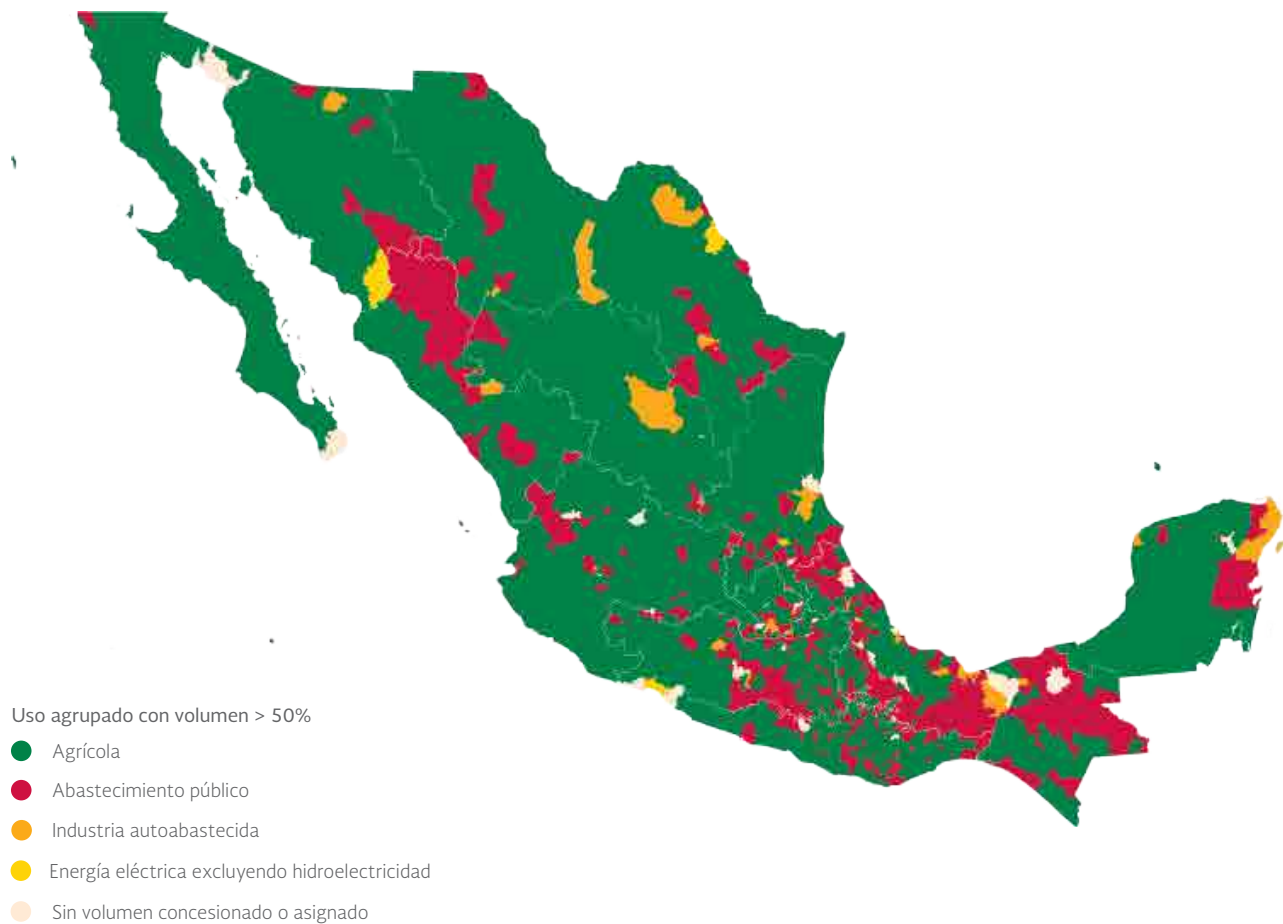 Uso agrupado con volumen > 50%
Agrícola
Abastecimiento público
Industria autoabastecida
Energía eléctrica excluyendo hidroelectricidad
Sin volumen concesionado o asignado